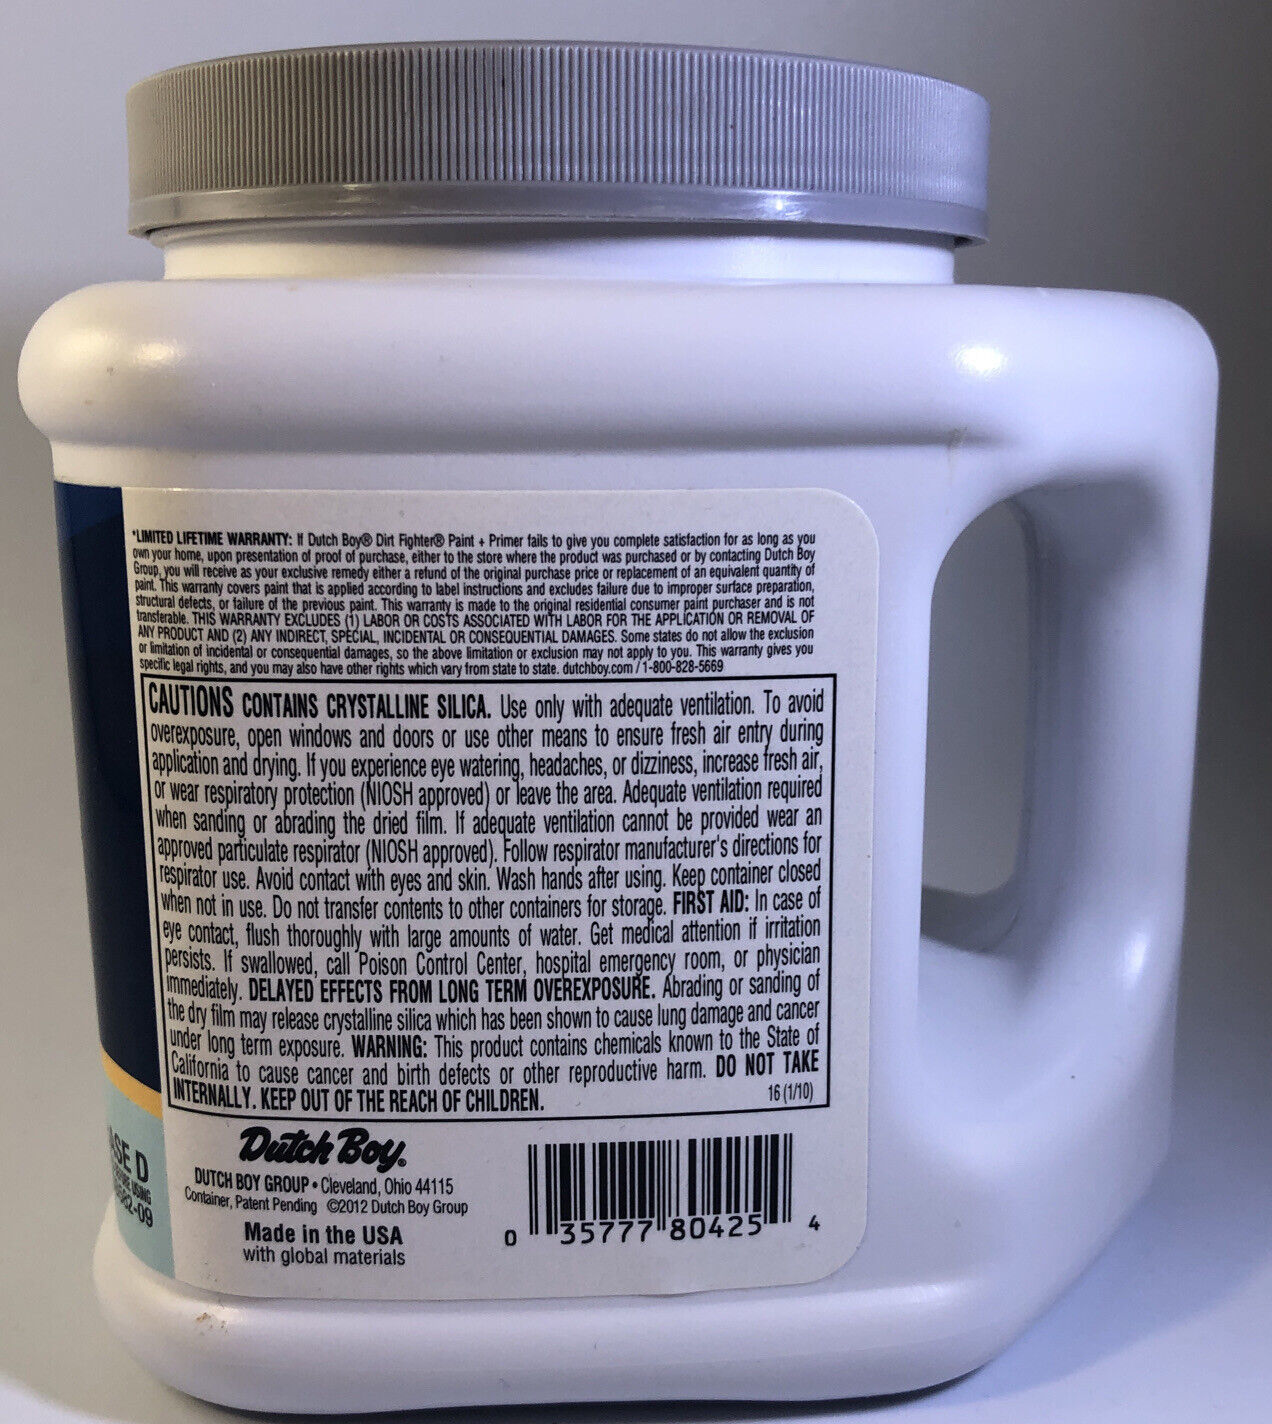 *LIMITED LIFETIME WARRANTY: If Dutch Boy® Dirt Fighter® Paint + Primer fails to give you complete satisfaction for as long as you
own your home, upon presentation of proof of purchase, either to the store where the product was purchased or by contacting Dutch Boy
Group, you will receive as your exclusive remedy either a refund of the original purchase price or replacement of an equivalent quantity of
paint. This warranty covers paint that is applied according to label instructions and excludes failure due to improper surface preparation,
structural defects, or failure of the previous paint. This warranty is made to the original residential consumer paint purchaser and is not
transferable. THIS WARRANTY EXCLUDES (1) LABOR OR COSTS ASSOCIATED WITH LABOR FOR THE APPLICATION OR REMOVAL OF
ANY PRODUCT AND (2) ANY INDIRECT, SPECIAL, INCIDENTAL OR CONSEQUENTIAL DAMAGES. Some states do not allow the exclusion
or limitation of incidental or consequential damages, so the above limitation or exclusion may not apply to you. This warranty gives you
specific legal rights, and you may also have other rights which vary from state to state. dutchboy.com / 1-800-828-5669
CAUTIONS CONTAINS CRYSTALLINE SILICA. Use only with adequate ventilation. To avoid
overexposure, open windows and doors or use other means to ensure fresh air entry during
application and drying. If you experience eye watering, headaches, or dizziness, increase fresh air,
or wear respiratory protection (NIOSH approved) or leave the area. Adequate ventilation required
when sanding or abrading the dried film. If adequate ventilation cannot be provided wear an
approved particulate respirator (NIOSH approved). Follow respirator manufacturer's directions for
respirator use. Avoid contact with eyes and skin. Wash hands after using. Keep container closed
when not in use. Do not transfer contents to other containers for storage. FIRST AID: In case of
eye contact, flush thoroughly with large amounts of water. Get medical attention if irritation
persists. If swallowed, call Poison Control Center, hospital emergency room, or physician
immediately. DELAYED EFFECTS FROM LONG TERM OVEREXPOSURE. Abrading or sanding of
the dry film may release crystalline silica which has been shown to cause lung damage and cancer
under long term exposure. WARNING: This product contains chemicals known to the State of
California to cause cancer and birth defects or other reproductive harm. DO NOT TAKE
INTERNALLY. KEEP OUT OF THE REACH OF CHILDREN.
16 (1/10)
ASE D
USING
82-09
Dutch Boy.
DUTCH BOY GROUP • Cleveland, Ohio 44115
Container, Patent Pending ©2012 Dutch Boy Group
Made in the USA
with global materials
0 35777 80425 4